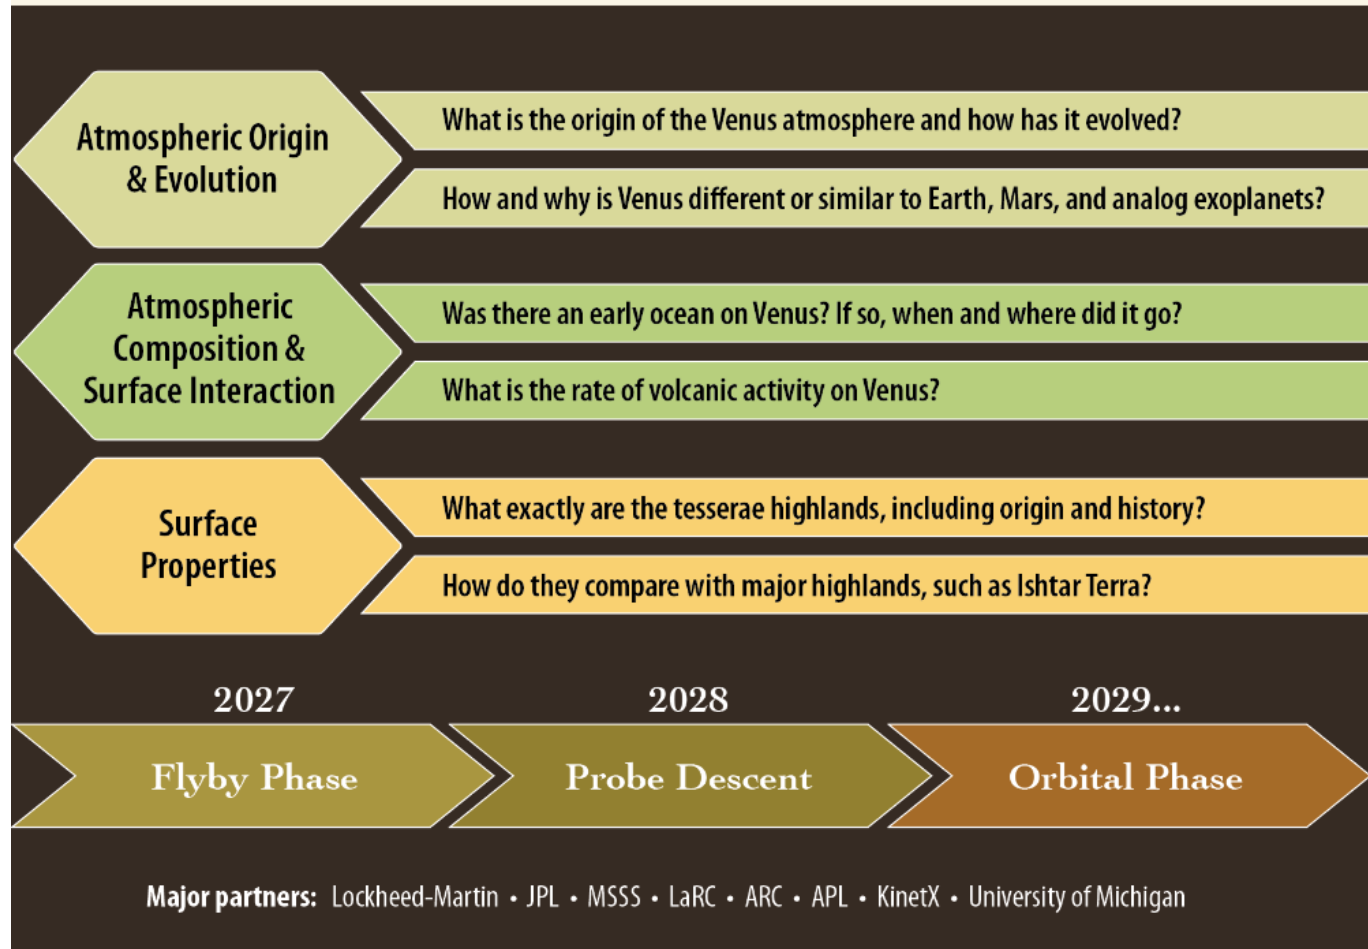 Atmospheric Origin
& Evolution
What is the origin of the Venus atmosphere and how has it evolved?
How and why is Venus different or similar to Earth, Mars, and analog exoplanets?
Atmospheric
Composition &
Surface Interaction
Was there an early ocean on Venus? If so, when and where did it go?
What is the rate of volcanic activity on Venus?
Surface
Properties
What exactly are the tesserae highlands, including origin and history?
How do they compare with major highlands, such as Ishtar Terra?
2027
2028
2029...
Flyby Phase
Probe Descent
Orbital Phase
Major partners: Lockheed-Martin • JPL • MSSS • LaRC • ARC • APL • KinetX • University of Michigan